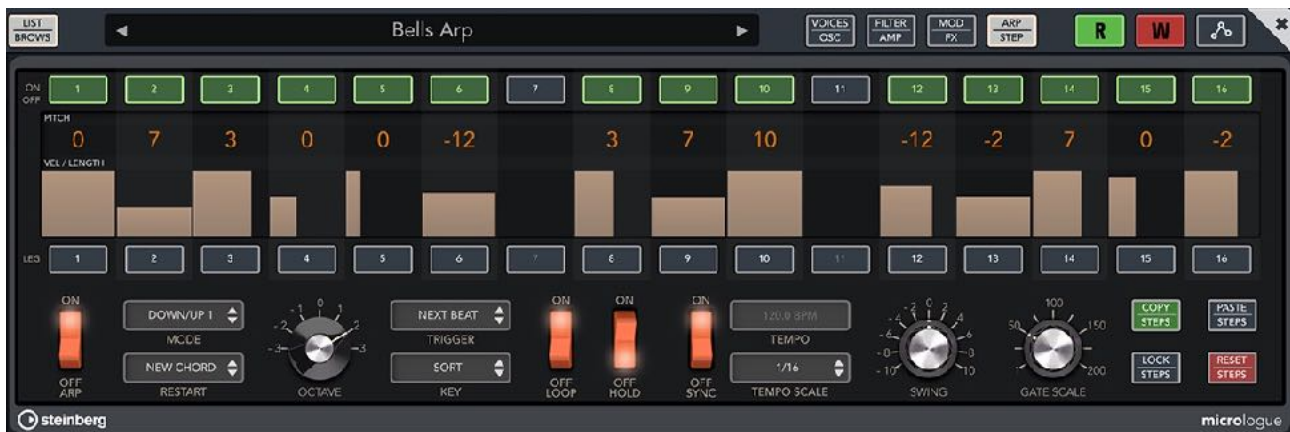 LIST
BROWS
Bells Arp
VOICES
OSC
FILTER
AMP
MOD
FX
ARP
STEP
R
W
ON
OFF
1 2 3 4 5 6 7 8 9 10 11 12 13 14 15 16
PITCH
0 7 3 0 0 -12 3 7 10 -12 -2 7 0 -2
VEL / LENGTH
LEG
1 2 3 4 5 6 7 8 9 10 11 12 13 14 15 16
ON
OFF
ARP
DOWN/UP 1
MODE
NEW CHORD
RESTART
-3 -2 -1 0 1 2 -3
OCTAVE
NEXT BEAT
TRIGGER
SORT
KEY
ON
OFF
LOOP
ON
OFF
HOLD
ON
OFF
SYNC
120.0 BPM
TEMPO
1/16
TEMPO SCALE
SWING
50 100 150 200
GATE SCALE
COPY
STEPS
PASTE
STEPS
LOCK
STEPS
RESET
STEPS
steinberg
micrologue